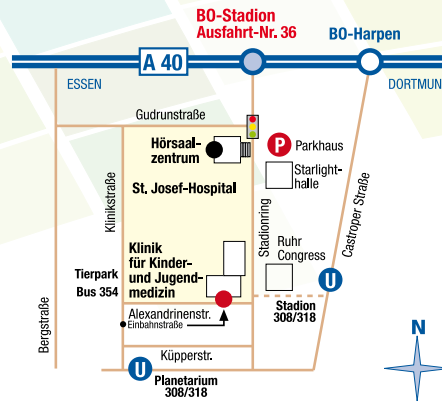 BO-Stadion
Ausfahrt-Nr. 36
BO-Harpen
A 40
ESSEN
DORTMUN
Gudrunstraße
Hörsaal-
zentrum
P
Parkhaus
Starlight-
halle
Klinikstraße
St. Josef-Hospital
Stadionring
Castroper Straße
Klinik
für Kinder-
und Jugend-
medizin
Ruhr
Congress
Tierpark
Bus 354
U
Stadion
308/318
Alexandrinenstr.
Einbahnstraße
Bergstraße
Küpperstr.
U
Planetarium
308/318
N